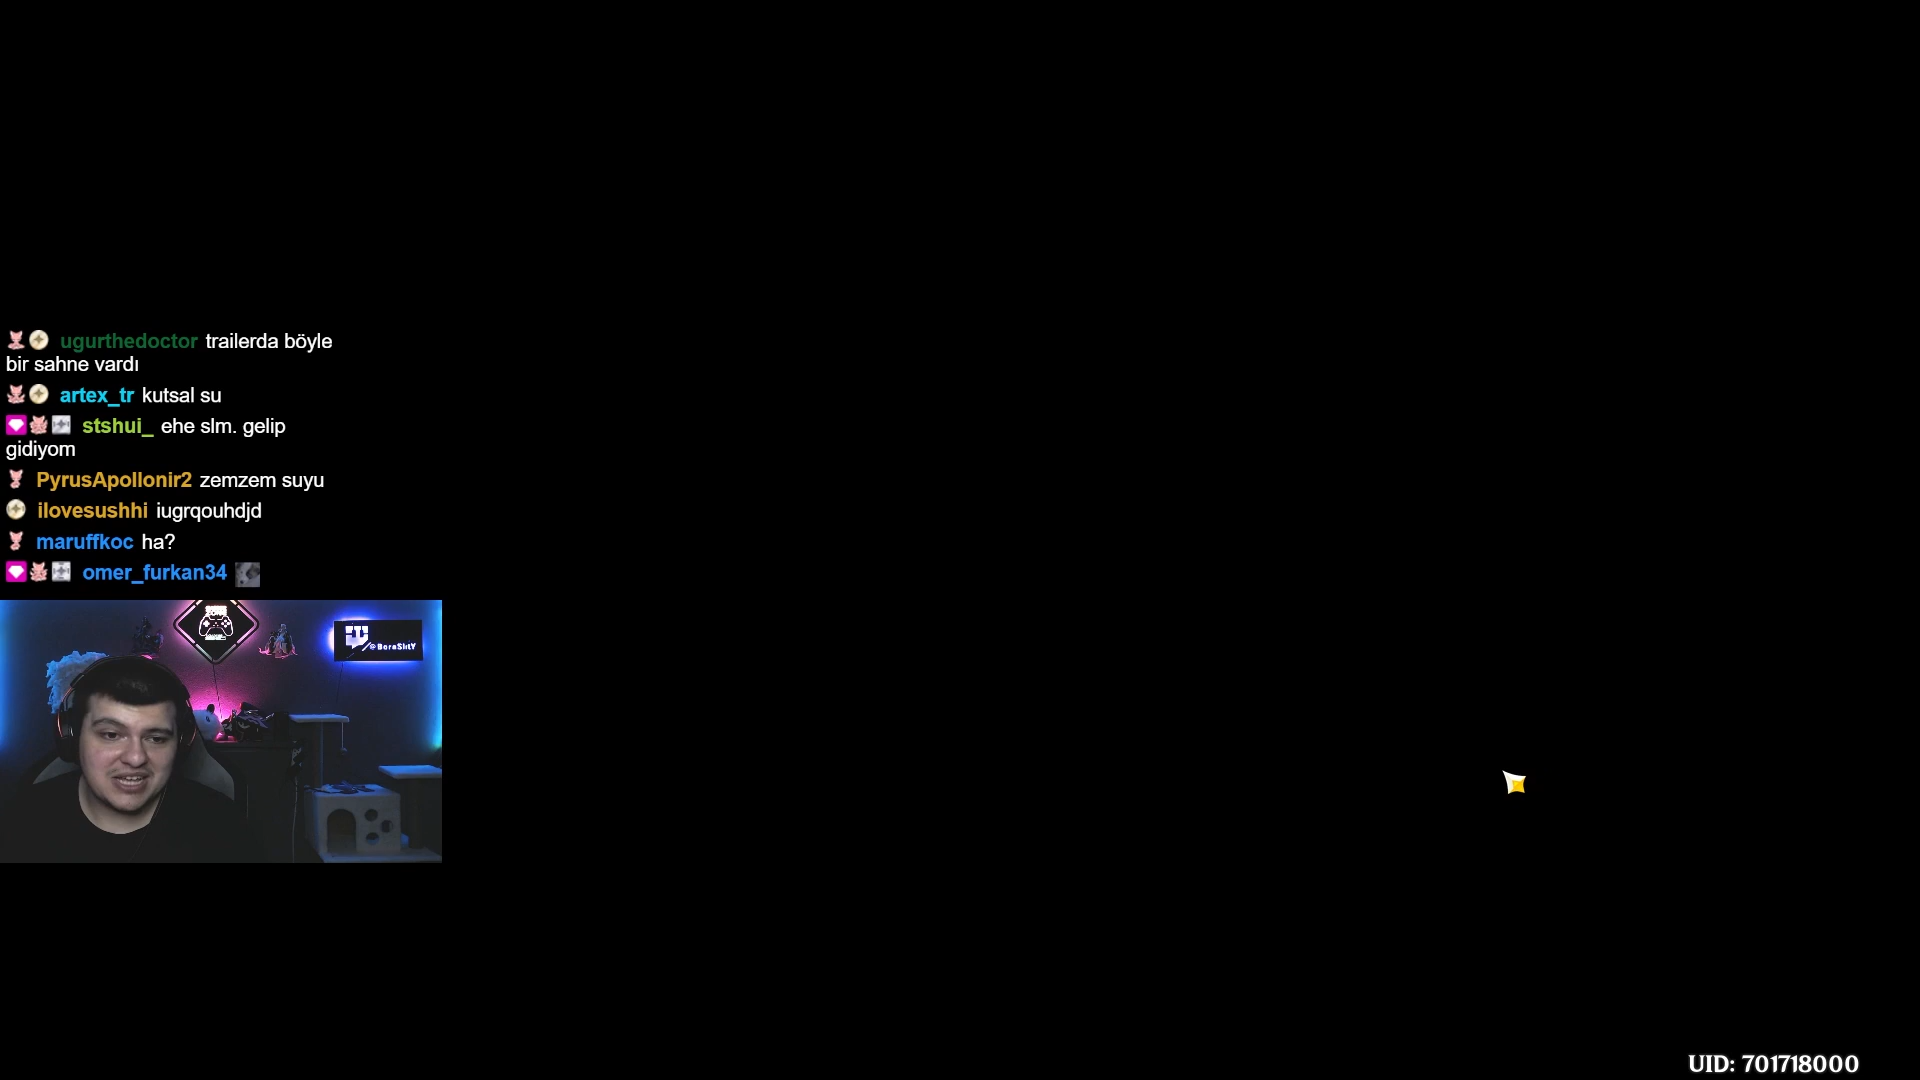 ugurthedoctor trailerda böyle
bir sahne vardı
artex_tr kutsal su
stshui_ ehe slm. gelip
gidiyom
PyrusApollonir2 zemzem suyu
ilovesushhi iugrqouhdjd
maruffkoc ha?
omer_furkan34
UID: 701718000